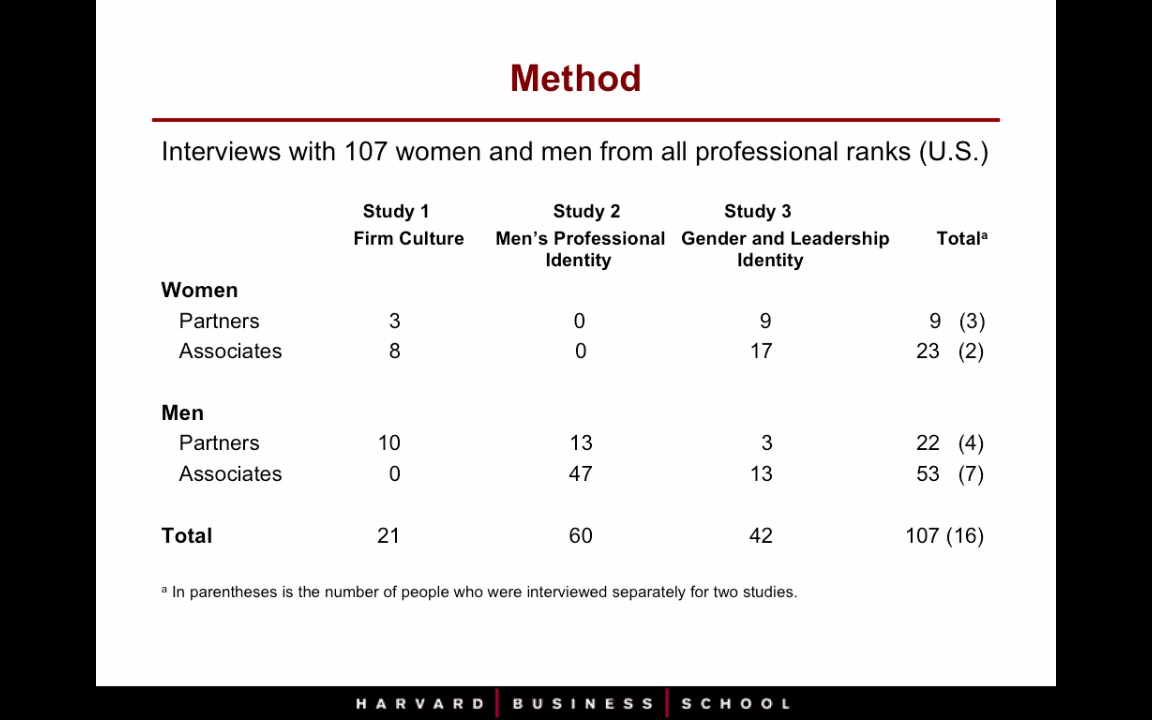 Method
Interviews with 107 women and men from all professional ranks (U.S.)
Study 1 Study 2 Study 3
Firm Culture Men’s Professional Gender and Leadership Totalᵃ
Identity Identity
Women
Partners 3 0 9 9 (3)
Associates 8 0 17 23 (2)
Men
Partners 10 13 3 22 (4)
Associates 0 47 13 53 (7)
Total 21 60 42 107 (16)
ᵃ In parentheses is the number of people who were interviewed separately for two studies.
HARVARD BUSINESS SCHOOL